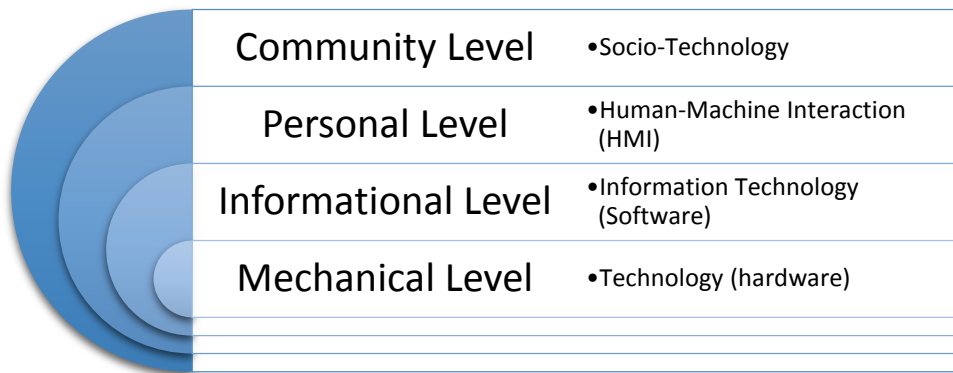 Community Level
•Socio-Technology
Personal Level
•Human-Machine Interaction
(HMI)
Informational Level
•Information Technology
(Software)
Mechanical Level
•Technology (hardware)